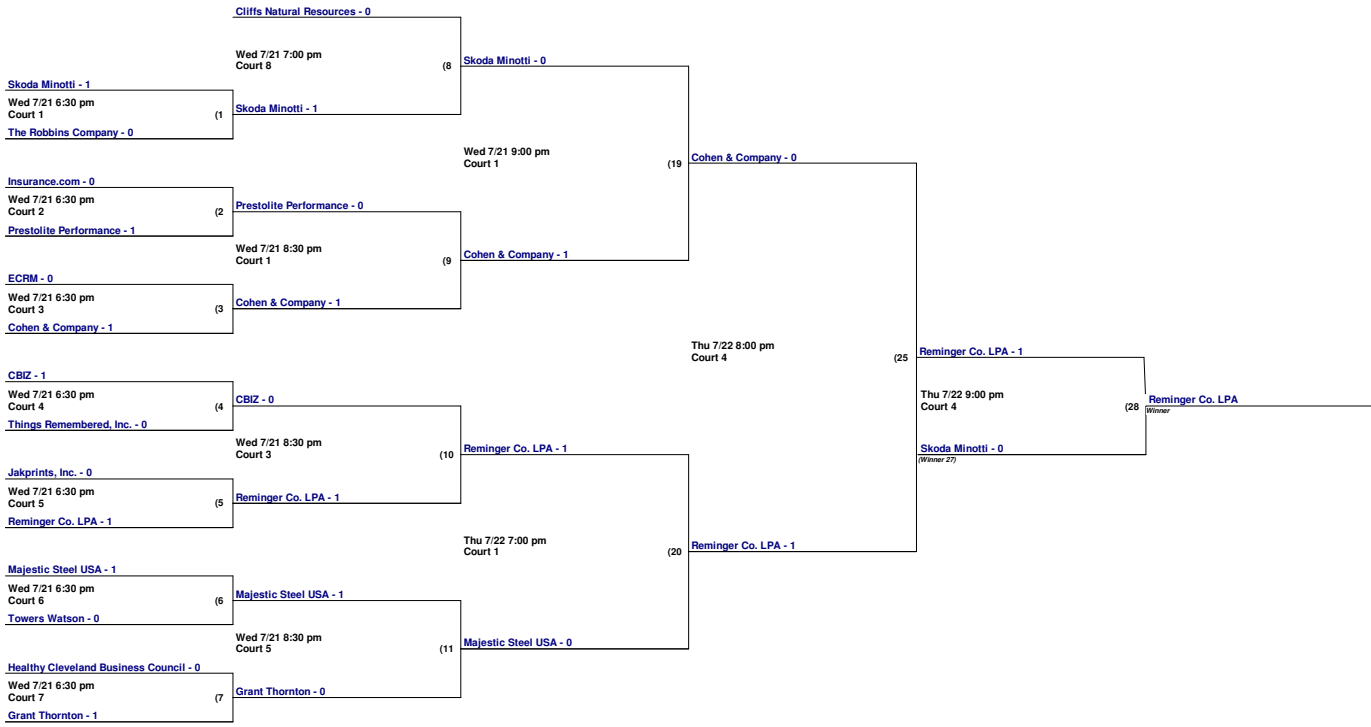 Cliffs Natural Resources - 0
Wed 7/21 7:00 pm
Court 8
(8
Skoda Minotti - 0
Skoda Minotti - 1
Wed 7/21 6:30 pm
Court 1
(1
Skoda Minotti - 1
The Robbins Company - 0
Wed 7/21 9:00 pm
Court 1
(19
Cohen & Company - 0
Insurance.com - 0
Wed 7/21 6:30 pm
Court 2
(2
Prestolite Performance - 0
Prestolite Performance - 1
Wed 7/21 8:30 pm
Court 1
(9
Cohen & Company - 1
ECRM - 0
Wed 7/21 6:30 pm
Court 3
(3
Cohen & Company - 1
Cohen & Company - 1
Thu 7/22 8:00 pm
Court 4
(25
Reminger Co. LPA - 1
CBIZ - 1
Wed 7/21 6:30 pm
Court 4
(4
CBIZ - 0
Things Remembered, Inc. - 0
Thu 7/22 9:00 pm
Court 4
(28
Reminger Co. LPA
Winner
Wed 7/21 8:30 pm
Court 3
(10
Reminger Co. LPA - 1
Skoda Minotti - 0
(Winner 27)
Jakprints, Inc. - 0
Wed 7/21 6:30 pm
Court 5
(5
Reminger Co. LPA - 1
Reminger Co. LPA - 1
Thu 7/22 7:00 pm
Court 1
(20
Reminger Co. LPA - 1
Majestic Steel USA - 1
Wed 7/21 6:30 pm
Court 6
(6
Majestic Steel USA - 1
Towers Watson - 0
Wed 7/21 8:30 pm
Court 5
(11
Majestic Steel USA - 0
Healthy Cleveland Business Council - 0
Wed 7/21 6:30 pm
Court 7
(7
Grant Thornton - 0
Grant Thornton - 1